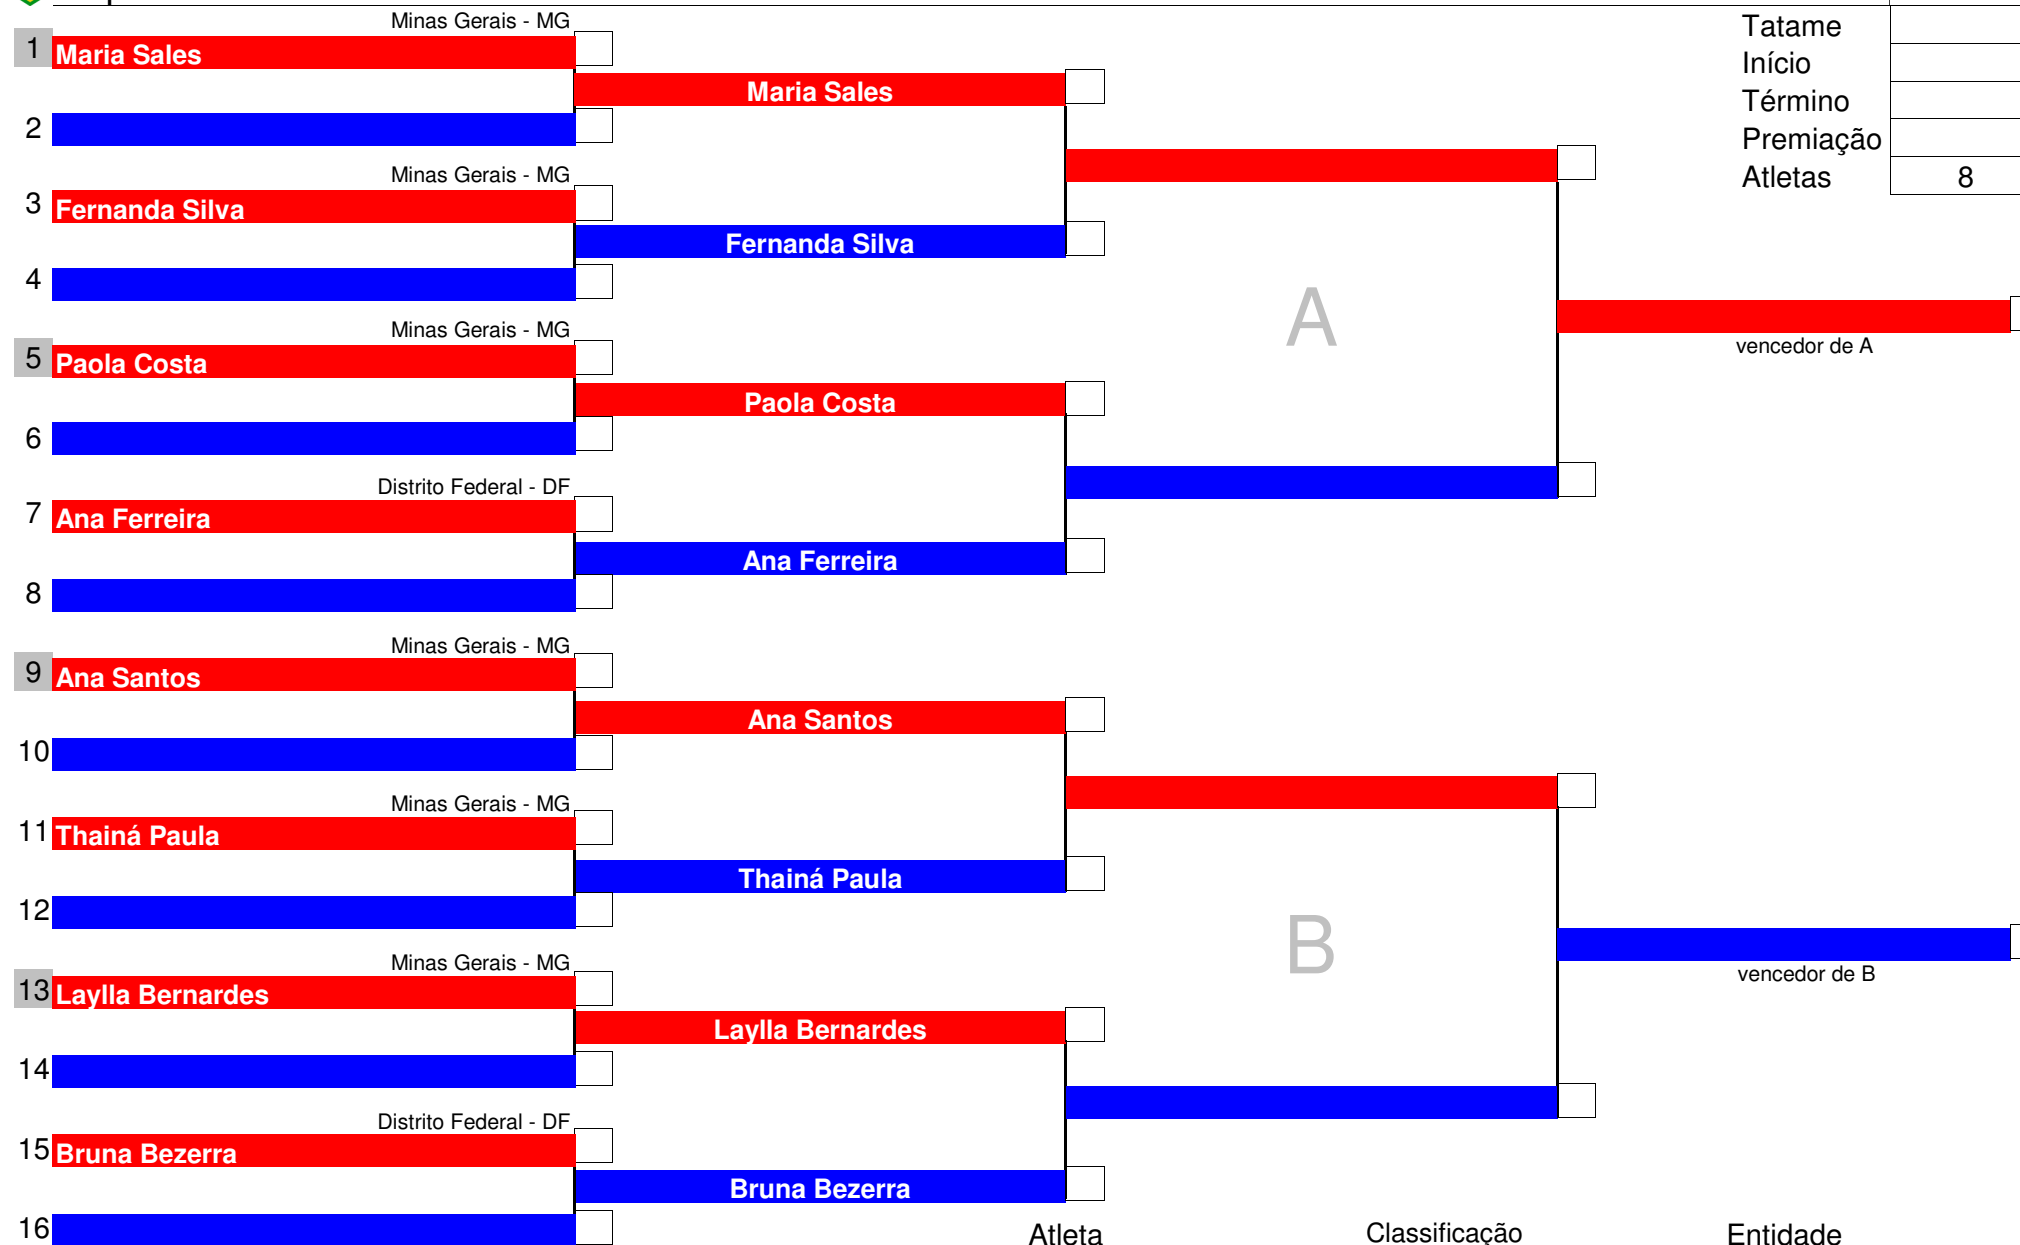 Minas Gerais - MG
1 Maria Sales
Maria Sales
2
Minas Gerais - MG
3 Fernanda Silva
Fernanda Silva
4
Minas Gerais - MG
5 Paola Costa
Paola Costa
6
Distrito Federal - DF
7 Ana Ferreira
Ana Ferreira
8
A
vencedor de A
Minas Gerais - MG
9 Ana Santos
Ana Santos
10
Minas Gerais - MG
11 Thainá Paula
Thainá Paula
12
Minas Gerais - MG
13 Laylla Bernardes
Laylla Bernardes
14
Distrito Federal - DF
15 Bruna Bezerra
Bruna Bezerra
16
B
vencedor de B
Tatame
Início
Término
Premiação
Atletas 8
Atleta Classificação Entidade